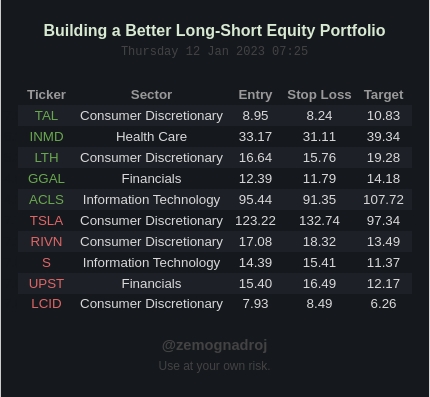 Building a Better Long-Short Equity Portfolio
Thursday 12 Jan 2023 07:25
Ticker Sector Entry Stop Loss Target
TAL Consumer Discretionary 8.95 8.24 10.83
INMD Health Care 33.17 31.11 39.34
LTH Consumer Discretionary 16.64 15.76 19.28
GGAL Financials 12.39 11.79 14.18
ACLS Information Technology 95.44 91.35 107.72
TSLA Consumer Discretionary 123.22 132.74 97.34
RIVN Consumer Discretionary 17.08 18.32 13.49
S Information Technology 14.39 15.41 11.37
UPST Financials 15.40 16.49 12.17
LCID Consumer Discretionary 7.93 8.49 6.26
@zemognadroj
Use at your own risk.